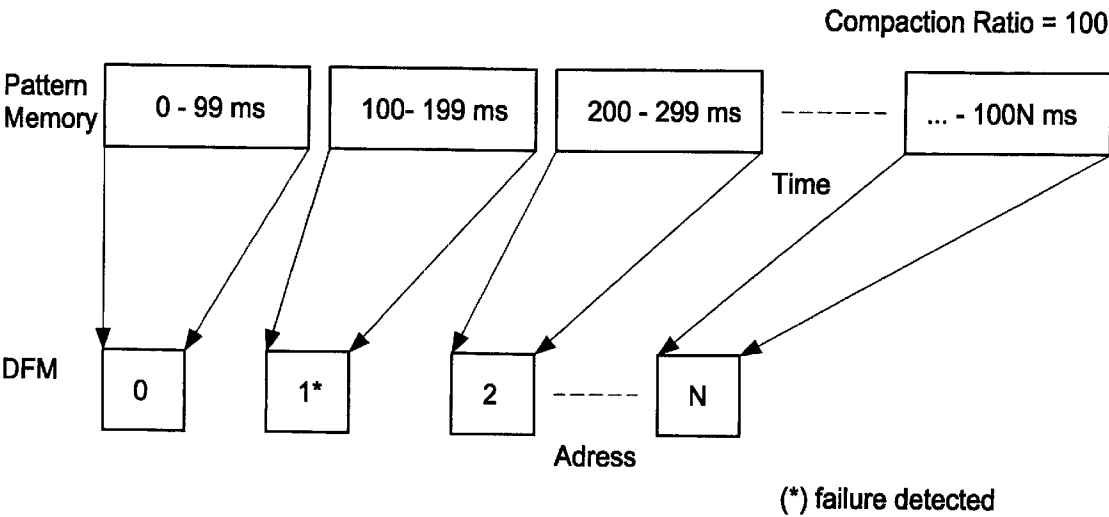 Compaction Ratio = 100
Pattern
Memory
0 - 99 ms
100- 199 ms
200 - 299 ms
... - 100N ms
Time
DFM
0
1*
2
N
Adress
(*) failure detected